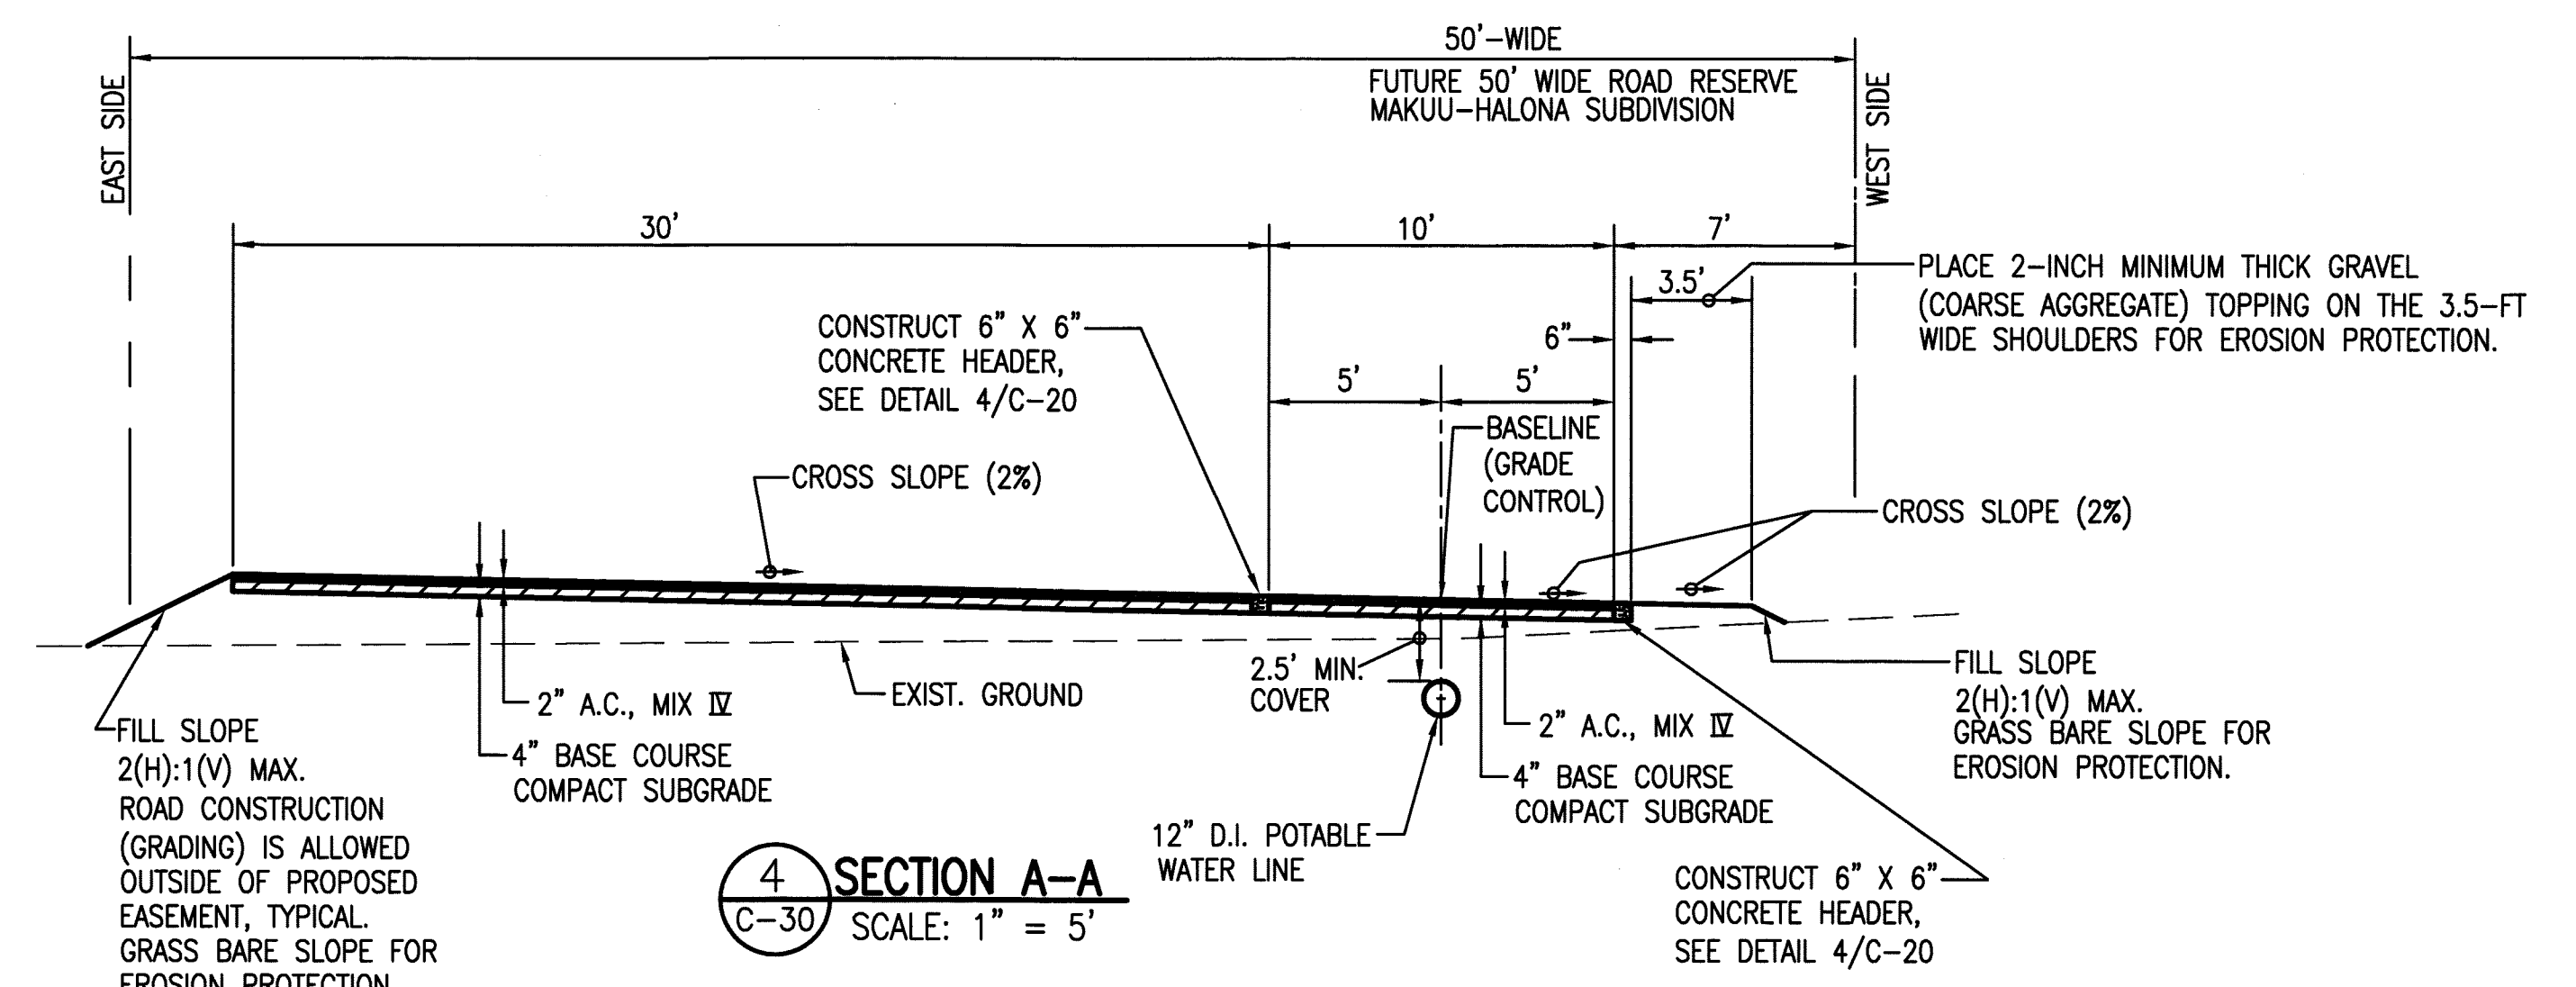 50'-WIDE
FUTURE 50' WIDE ROAD RESERVE
MAKUU-HALONA SUBDIVISION
EAST SIDE
WEST SIDE
30'
10'
7'
3.5'
PLACE 2-INCH MINIMUM THICK GRAVEL
(COARSE AGGREGATE) TOPPING ON THE 3.5-FT
WIDE SHOULDERS FOR EROSION PROTECTION.
6"
CONSTRUCT 6" X 6"
CONCRETE HEADER,
SEE DETAIL 4/C-20
5'
5'
BASELINE
(GRADE
CONTROL)
CROSS SLOPE (2%)
CROSS SLOPE (2%)
2.5' MIN.
COVER
EXIST. GROUND
2" A.C., MIX IV
4" BASE COURSE
COMPACT SUBGRADE
FILL SLOPE
2(H):1(V) MAX.
ROAD CONSTRUCTION
(GRADING) IS ALLOWED
OUTSIDE OF PROPOSED
EASEMENT, TYPICAL.
GRASS BARE SLOPE FOR
EROSION PROTECTION
2" A.C., MIX IV
4" BASE COURSE
COMPACT SUBGRADE
FILL SLOPE
2(H):1(V) MAX.
GRASS BARE SLOPE FOR
EROSION PROTECTION.
12" D.I. POTABLE
WATER LINE
CONSTRUCT 6" X 6"
CONCRETE HEADER,
SEE DETAIL 4/C-20
4
C-30
SECTION A-A
SCALE: 1" = 5'